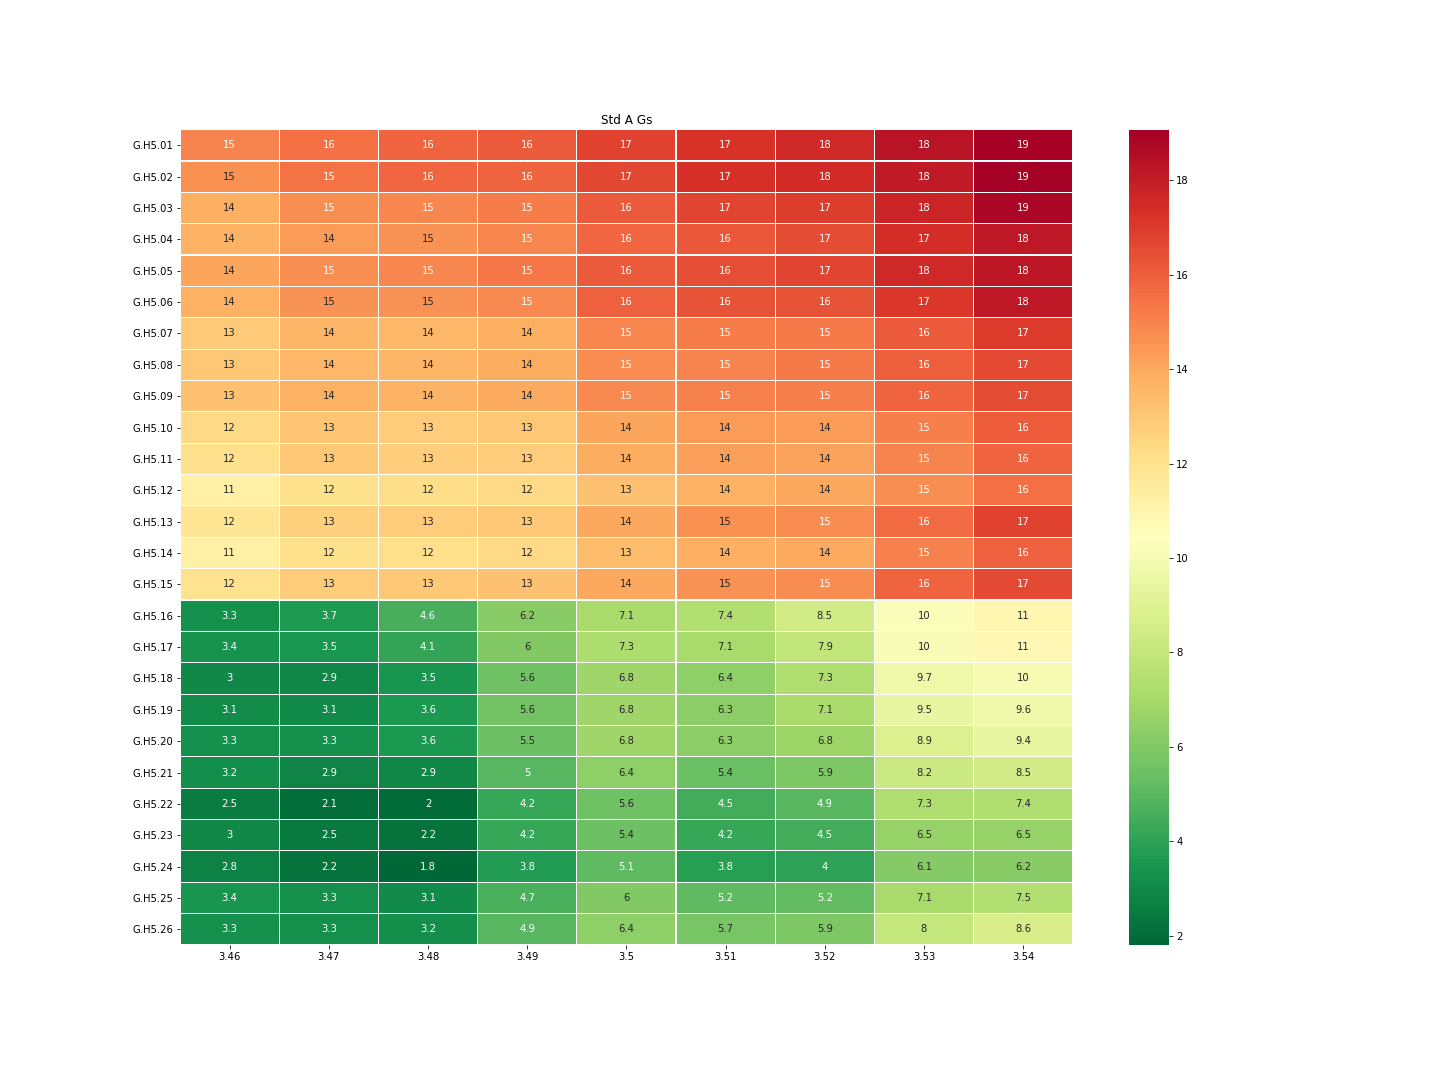 Std A Gs
G.H5.01 15 16 16 16 17 17 18 18 19
G.H5.02 15 15 16 16 17 17 18 18 19
G.H5.03 14 15 15 15 16 17 17 18 19
G.H5.04 14 14 15 15 16 16 17 17 18
G.H5.05 14 15 15 15 16 16 17 18 18
G.H5.06 14 15 15 15 16 16 16 17 18
G.H5.07 13 14 14 14 15 15 15 16 17
G.H5.08 13 14 14 14 15 15 15 16 17
G.H5.09 13 14 14 14 15 15 15 16 17
G.H5.10 12 13 13 13 14 14 14 15 16
G.H5.11 12 13 13 13 14 14 14 15 16
G.H5.12 11 12 12 12 13 14 14 15 16
G.H5.13 12 13 13 13 14 15 15 16 17
G.H5.14 11 12 12 12 13 14 14 15 16
G.H5.15 12 13 13 13 14 15 15 16 17
G.H5.16 3.3 3.7 4.6 6.2 7.1 7.4 8.5 10 11
G.H5.17 3.4 3.5 4.1 6 7.3 7.1 7.9 10 11
G.H5.18 3 2.9 3.5 5.6 6.8 6.4 7.3 9.7 10
G.H5.19 3.1 3.1 3.6 5.6 6.8 6.3 7.1 9.5 9.6
G.H5.20 3.3 3.3 3.6 5.5 6.8 6.3 6.8 8.9 9.4
G.H5.21 3.2 2.9 2.9 5 6.4 5.4 5.9 8.2 8.5
G.H5.22 2.5 2.1 2 4.2 5.6 4.5 4.9 7.3 7.4
G.H5.23 3 2.5 2.2 4.2 5.4 4.2 4.5 6.5 6.5
G.H5.24 2.8 2.2 1.8 3.8 5.1 3.8 4 6.1 6.2
G.H5.25 3.4 3.3 3.1 4.7 6 5.2 5.2 7.1 7.5
G.H5.26 3.3 3.3 3.2 4.9 6.4 5.7 5.9 8 8.6
3.46 3.47 3.48 3.49 3.5 3.51 3.52 3.53 3.54
18
16
14
12
10
8
6
4
2